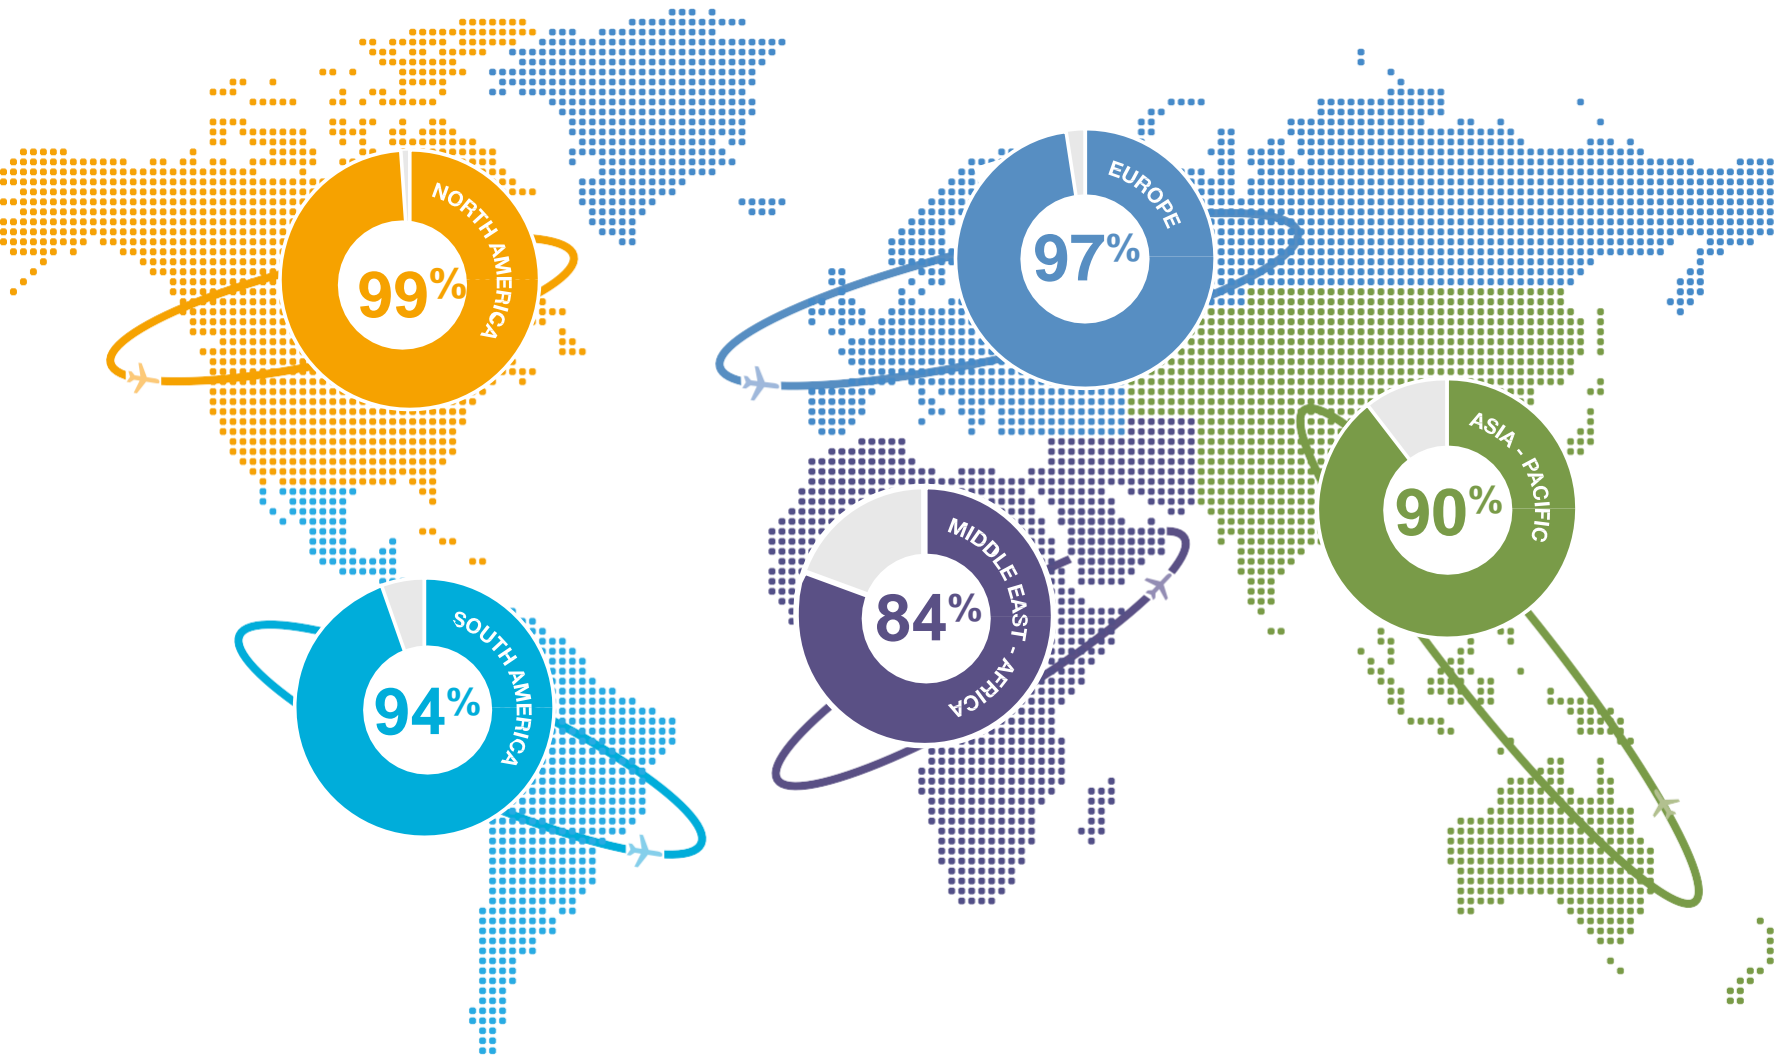 NORTH AMERICA
99%
EUROPE
97%
ASIA - PACIFIC
90%
MIDDLE EAST - AFRICA
84%
SOUTH AMERICA
94%